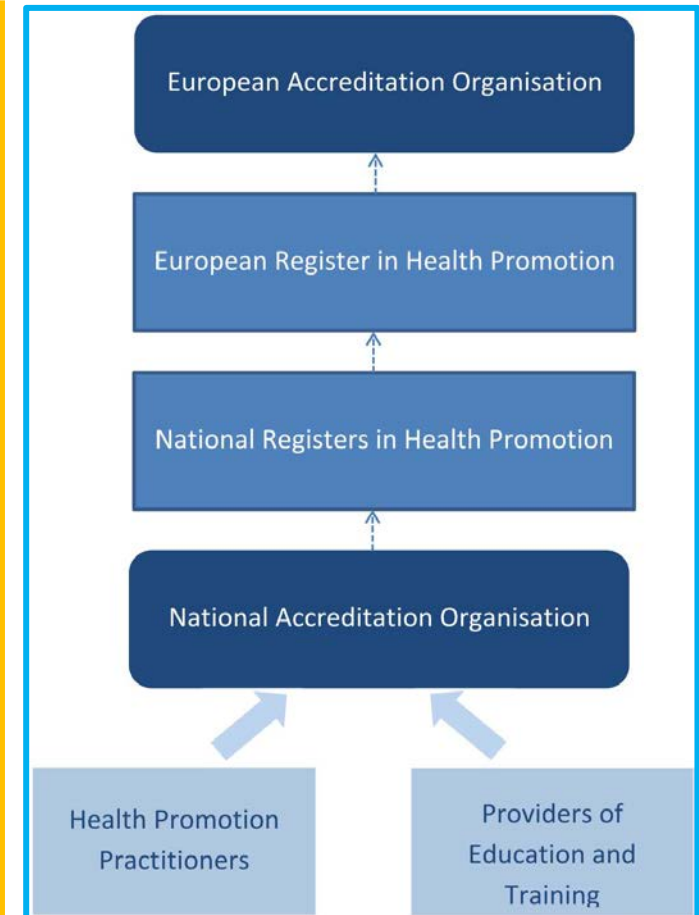 European Accreditation Organisation
European Register in Health Promotion
National Registers in Health Promotion
National Accreditation Organisation
Health Promotion
Practitioners
Providers of
Education and
Training